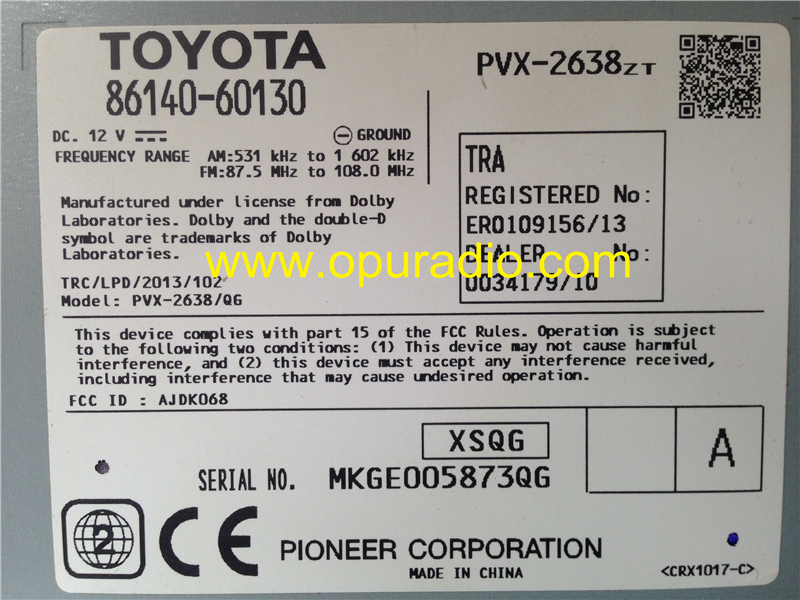 TOYOTA
86140-60130
PVX-2638ZT
DC. 12 V
GROUND
FREQUENCY RANGE AM:531 kHz to 1 602 kHz
FM:87.5 MHz to 108.0 MHz
Manufactured under license from Dolby
Laboratories. Dolby and the double-D
symbol are trademarks of Dolby
Laboratories.
TRC/LPD/2013/102
Model: PVX-2638/QG
TRA
REGISTERED No:
ER0109156/13
DEALER No:
0034179/10
www.opuradio.com
This device complies with part 15 of the FCC Rules. Operation is subject
to the following two conditions: (1) This device may not cause harmful
interference, and (2) this device must accept any interference received,
including interference that may cause undesired operation.
FCC ID : AJDK068
XSQG
A
SERIAL NO. MKGE005873QG
2
CE
PIONEER CORPORATION
MADE IN CHINA
<CRX1017-C>